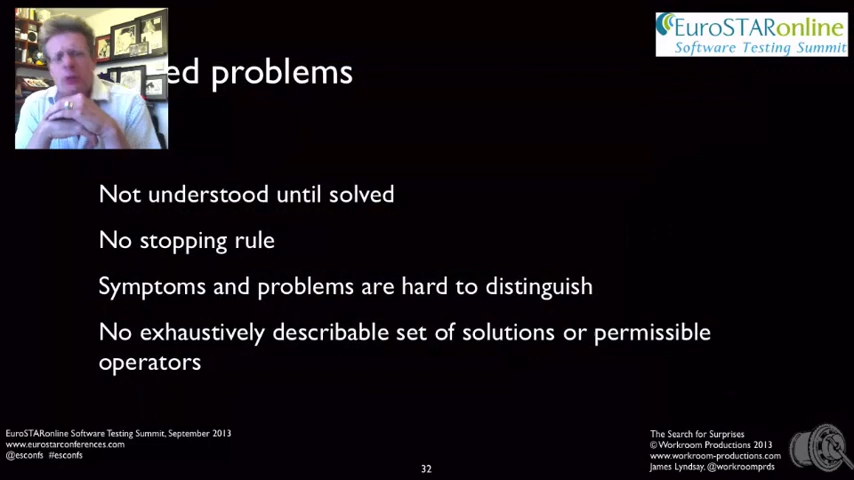 EuroSTARonline
Software Testing Summit
ed problems
Not understood until solved
No stopping rule
Symptoms and problems are hard to distinguish
No exhaustively describable set of solutions or permissible
operators
EuroSTARonline Software Testing Summit, September 2013
www.eurostarconferences.com
@esconfs #esconfs
32
The Search for Surprises
© Workroom Productions 2013
www.workroom-productions.com
James Lyndsay, @workroomprds